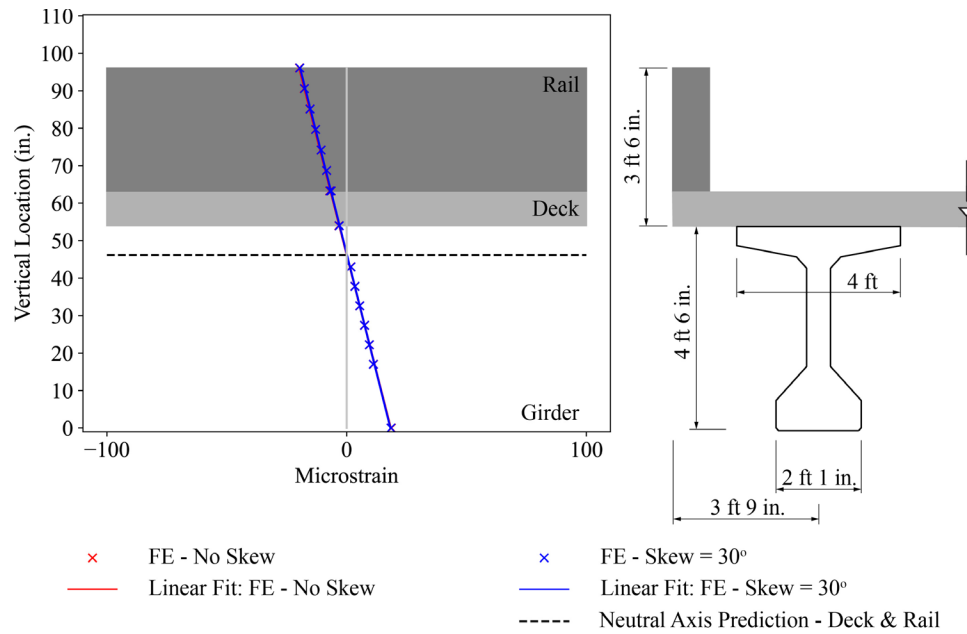 110
100
90
80
70
60
50
40
30
20
10
0
Vertical Location (in.)
Rail
Deck
Girder
−100
0
100
Microstrain
3 ft 6 in.
4 ft
4 ft 6 in.
2 ft 1 in.
3 ft 9 in.
FE - No Skew
Linear Fit: FE - No Skew
FE - Skew = 30°
Linear Fit: FE - Skew = 30°
Neutral Axis Prediction - Deck & Rail